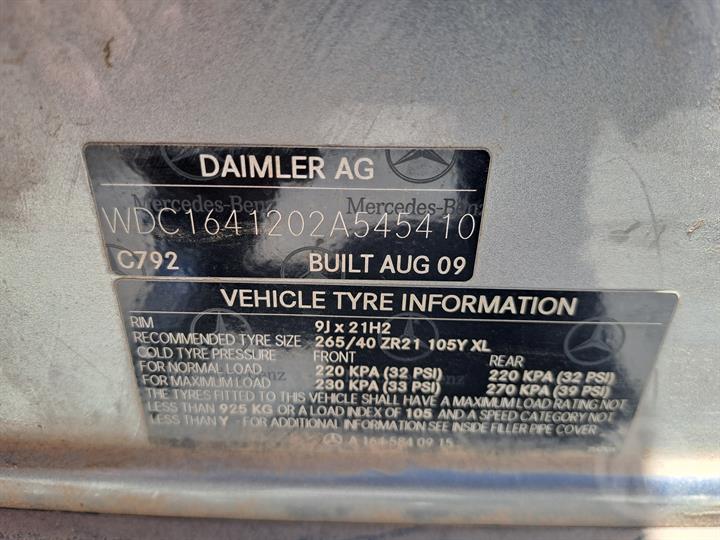 DAIMLER AG
Mercedes-Benz Mercedes-Benz
WDC1641202A545410
C792 BUILT AUG 09
VEHICLE TYRE INFORMATION
RIM 9J x 21H2
RECOMMENDED TYRE SIZE 265/40 ZR21 105Y XL
COLD TYRE PRESSURE FRONT REAR
FOR NORMAL LOAD 220 KPA (32 PSI) 220 KPA (32 PSI)
FOR MAXIMUM LOAD 230 KPA (33 PSI) 270 KPA (39 PSI)
THE TYRES FITTED TO THIS VEHICLE SHALL HAVE A MAXIMUM LOAD RATING NOT
LESS THAN 925 KG OR A LOAD INDEX OF 105 AND A SPEED CATEGORY NOT
LESS THAN Y - FOR ADDITIONAL INFORMATION SEE INSIDE FILLER PIPE COVER
A 164 584 09 15